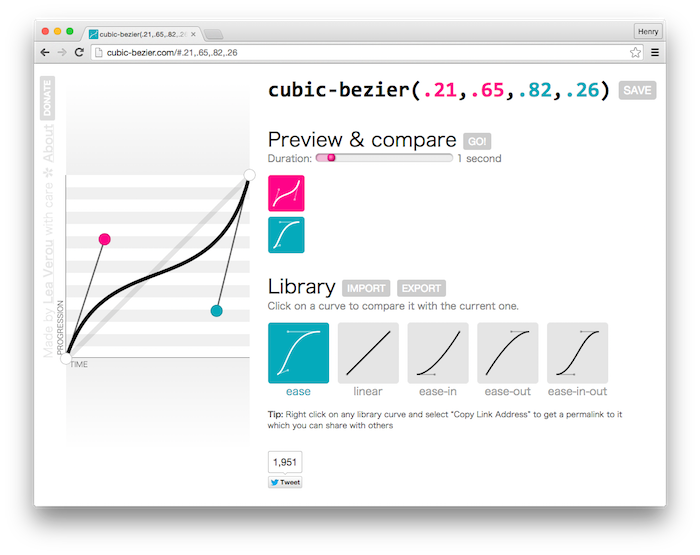 cubic-bezier(.21,.65,.82,.26
Henry
cubic-bezier.com/#.21,.65,.82,.26
Made by Lea Verou with care ✲ About DONATE
cubic-bezier(.21,.65,.82,.26) SAVE
Preview & compare GO!
Duration: 1 second
PROGRESSION
TIME
Library IMPORT EXPORT
Click on a curve to compare it with the current one.
ease linear ease-in ease-out ease-in-out
Tip: Right click on any library curve and select "Copy Link Address" to get a permalink to it
which you can share with others
1,951
Tweet